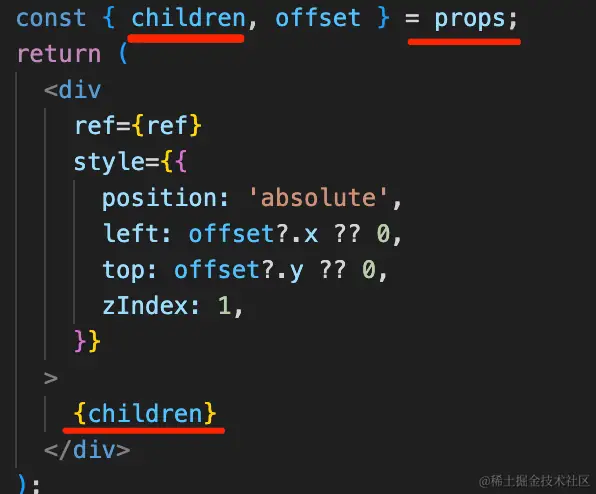 const { children, offset } = props;
return (
<div
ref={ref}
style={{
position: 'absolute',
left: offset?.x ?? 0,
top: offset?.y ?? 0,
zIndex: 1,
}}
>
{children}
</div>
);
@稀土掘金技术社区